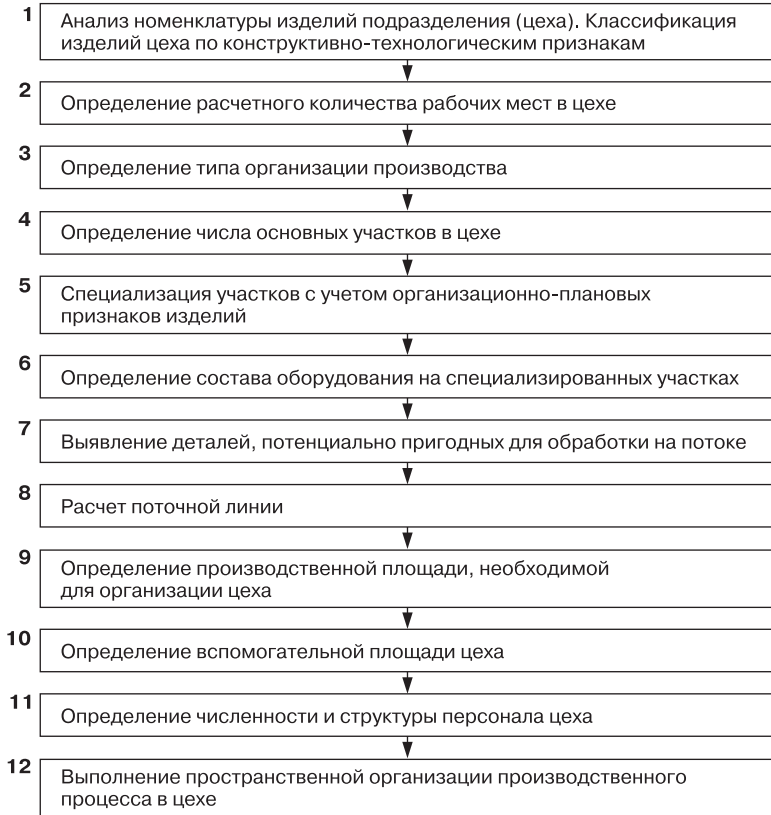 1 Анализ номенклатуры изделий подразделения (цеха). Классификация
изделий цеха по конструктивно-технологическим признакам
2 Определение расчетного количества рабочих мест в цехе
3 Определение типа организации производства
4 Определение числа основных участков в цехе
5 Специализация участков с учетом организационно-плановых
признаков изделий
6 Определение состава оборудования на специализированных участках
7 Выявление деталей, потенциально пригодных для обработки на потоке
8 Расчет поточной линии
9 Определение производственной площади, необходимой
для организации цеха
10 Определение вспомогательной площади цеха
11 Определение численности и структуры персонала цеха
12 Выполнение пространственной организации производственного
процесса в цехе